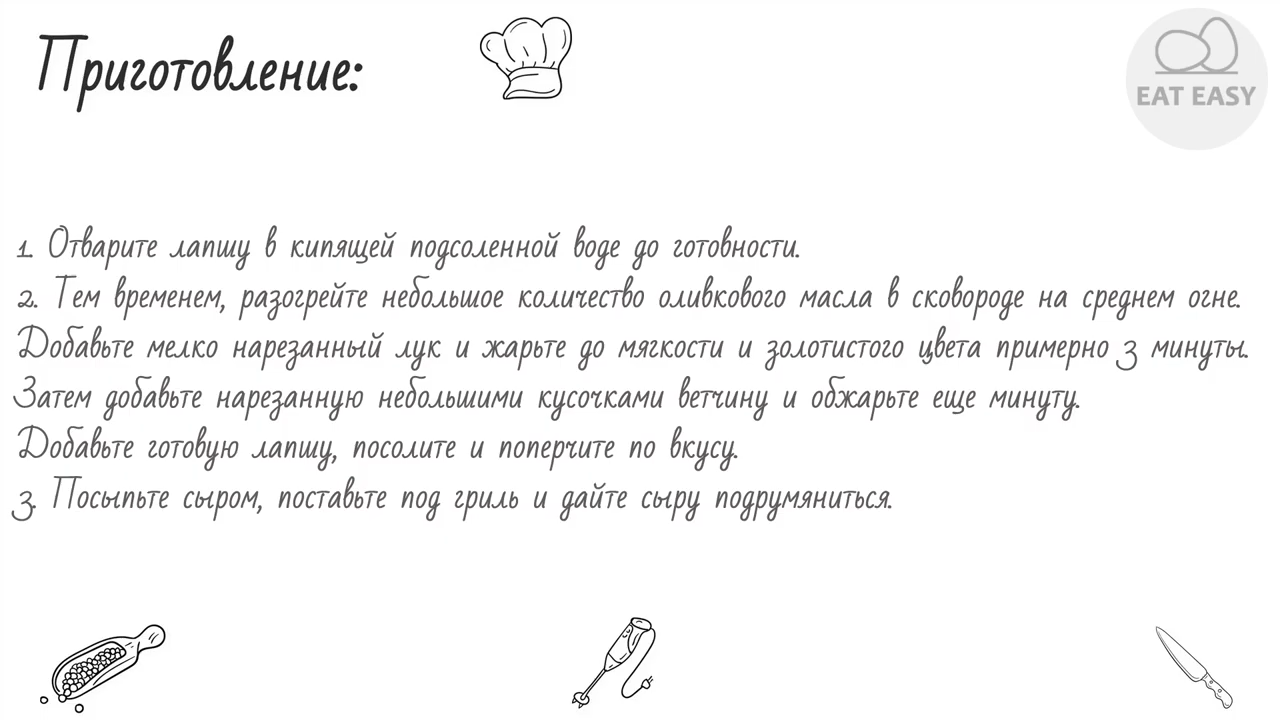 Приготовление:
EAT EASY
1. Отварите лапшу в кипящей подсоленной воде до готовности.
2. Тем временем, разогрейте небольшое количество оливкового масла в сковороде на среднем огне.
Добавьте мелко нарезанный лук и жарьте до мягкости и золотистого цвета примерно 3 минуты.
Затем добавьте нарезанную небольшими кусочками ветчину и обжарьте еще минуту.
Добавьте готовую лапшу, посолите и поперчите по вкусу.
3. Посыпьте сыром, поставьте под гриль и дайте сыру подрумяниться.